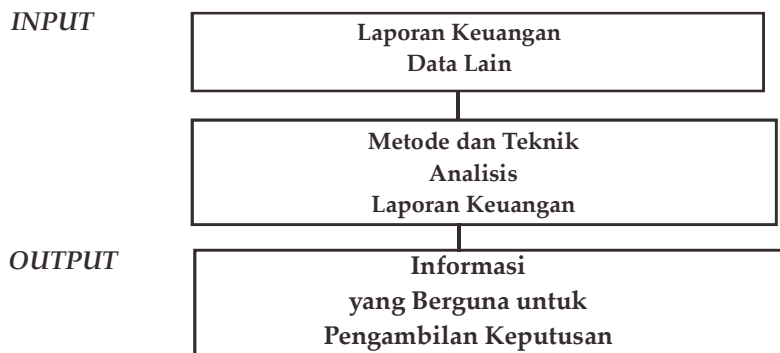 INPUT
Laporan Keuangan
Data Lain
Metode dan Teknik
Analisis
Laporan Keuangan
OUTPUT
Informasi
yang Berguna untuk
Pengambilan Keputusan